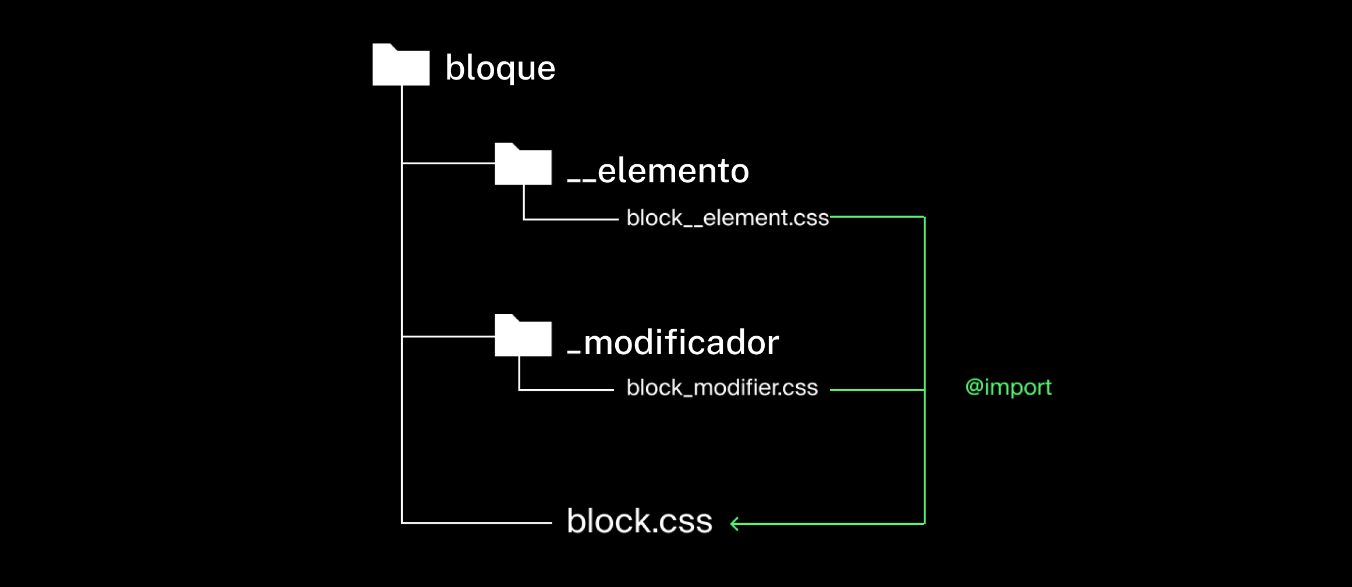 bloque
__elemento
block__element.css
_modificador
block_modifier.css
@import
block.css